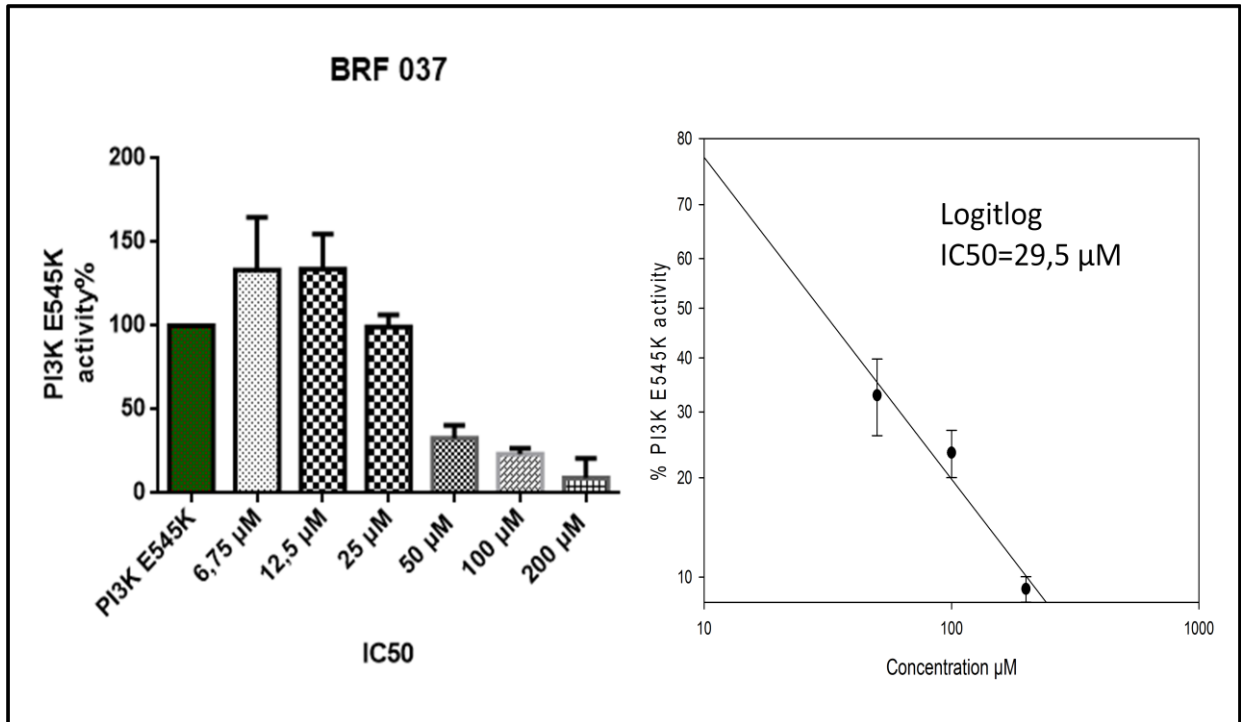 BRF 037
PI3K E545K
activity%
200
150
100
50
0
PI3K E545K
6,75 µM
12,5 µM
25 µM
50 µM
100 µM
200 µM
IC50
% PI3K E545K activity
80
70
60
50
40
30
20
10
Logitlog
IC50=29,5 µM
10
100
1000
Concentration µM